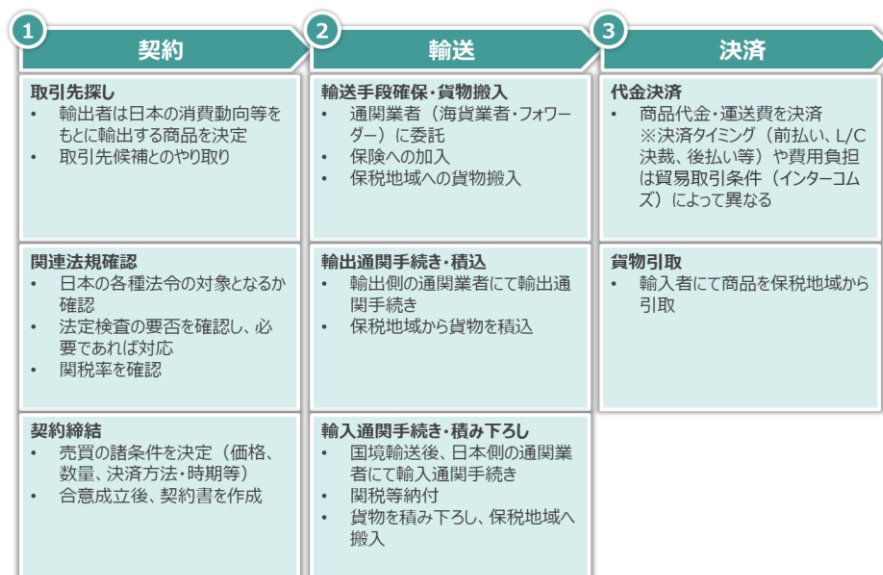 1
契約
取引先探し
• 輸出者は日本の消費動向等を
もとに輸出する商品を決定
• 取引先候補とのやり取り
関連法規確認
• 日本の各種法令の対象となるか
確認
• 法定検査の要否を確認し、必
要であれば対応
• 関税率を確認
契約締結
• 売買の諸条件を決定（価格、
数量、決済方法・時期等）
• 合意成立後、契約書を作成
2
輸送
輸送手段確保・貨物搬入
• 通関業者（海貨業者・フォワー
ダー）に委託
• 保険への加入
• 保税地域への貨物搬入
輸出通関手続き・積込
• 輸出側の通関業者にて輸出通
関手続き
• 保税地域から貨物を積込
輸入通関手続き・積み下ろし
• 国境輸送後、日本側の通関業
者にて輸入通関手続き
• 関税等納付
• 貨物を積み下ろし、保税地域へ
搬入
3
決済
代金決済
• 商品代金・運送費を決済
※決済タイミング（前払い、L/C
決裁、後払い等）や費用負担
は貿易取引条件（インターコム
ズ）によって異なる
貨物引取
• 輸入者にて商品を保税地域から
引取